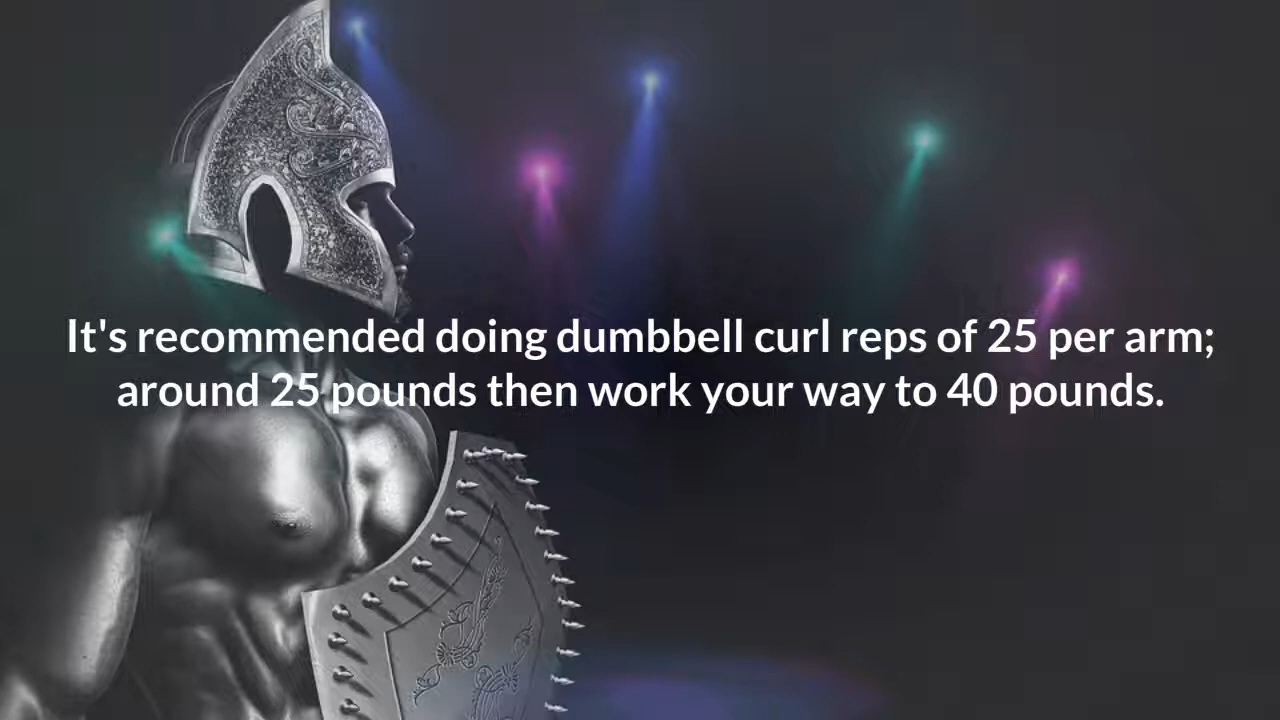 It's recommended doing dumbbell curl reps of 25 per arm;
around 25 pounds then work your way to 40 pounds.